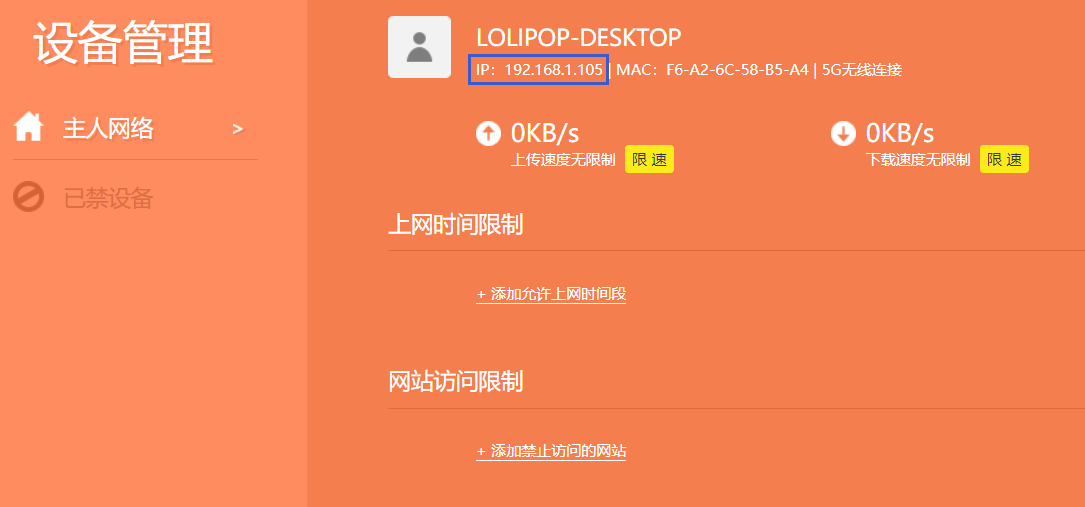 设备管理
主人网络 >
已禁设备
LOLIPOP-DESKTOP
IP：192.168.1.105 | MAC：F6-A2-6C-58-B5-A4 | 5G无线连接
0KB/s
上传速度无限制 限 速
0KB/s
下载速度无限制 限 速
上网时间限制
+ 添加允许上网时间段
网站访问限制
+ 添加禁止访问的网站